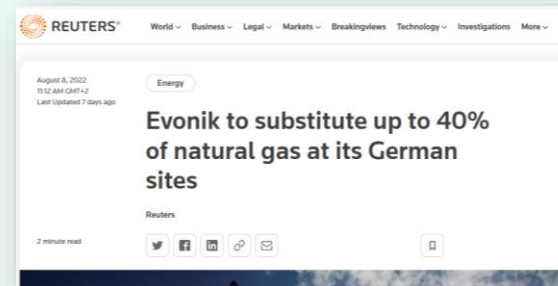 REUTERS®
World Business Legal Markets Breakingviews Technology Investigations More
August 8, 2022
11:12 AM GMT+2
Last Updated 7 days ago
Energy
Evonik to substitute up to 40%
of natural gas at its German
sites
Reuters
2 minute read